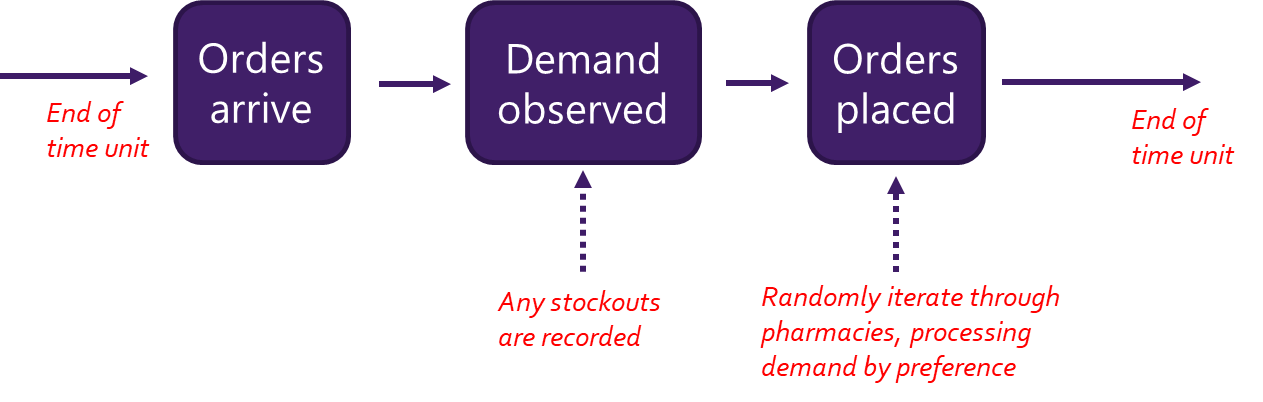 Orders
arrive
Demand
observed
Orders
placed
End of
time unit
End of
time unit
Any stockouts
are recorded
Randomly iterate through
pharmacies, processing
demand by preference